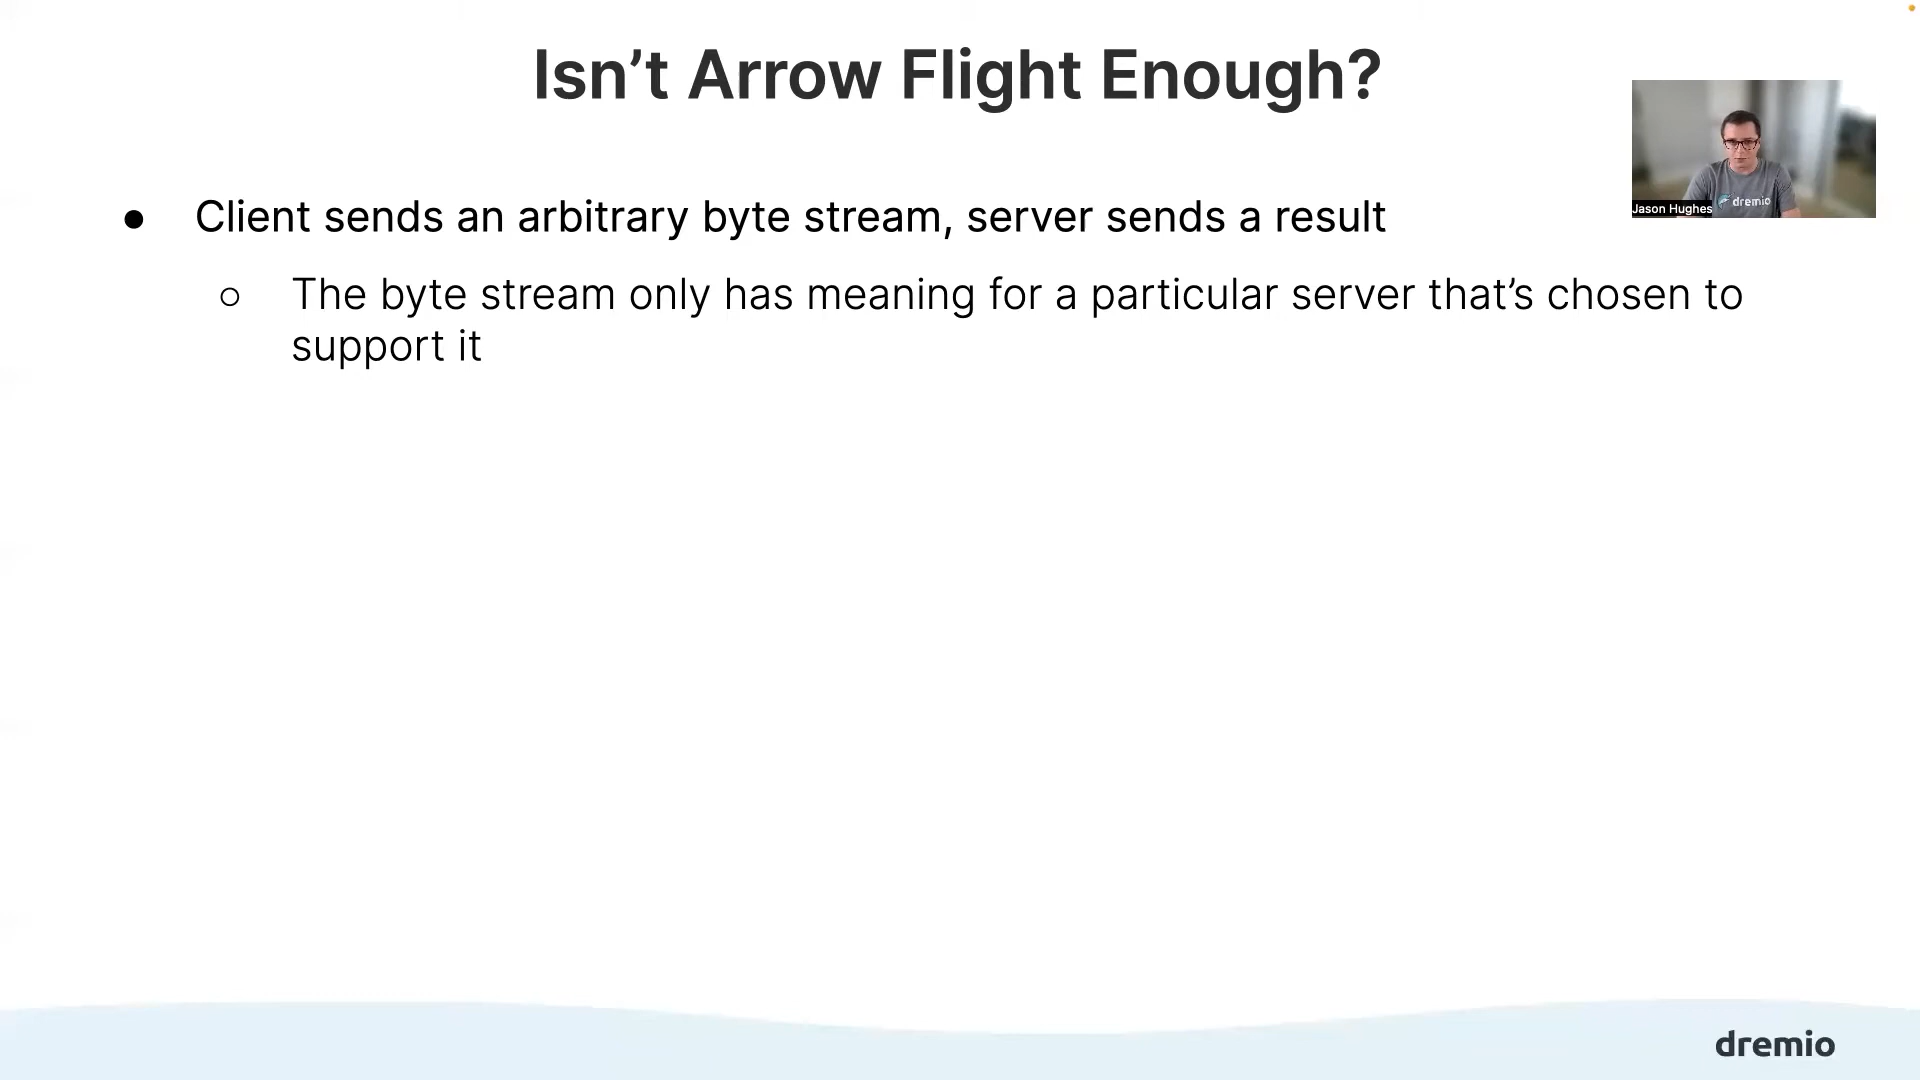 Isn’t Arrow Flight Enough?
● Client sends an arbitrary byte stream, server sends a result
○ The byte stream only has meaning for a particular server that’s chosen to
support it
dremio
Jason Hughes
dremio